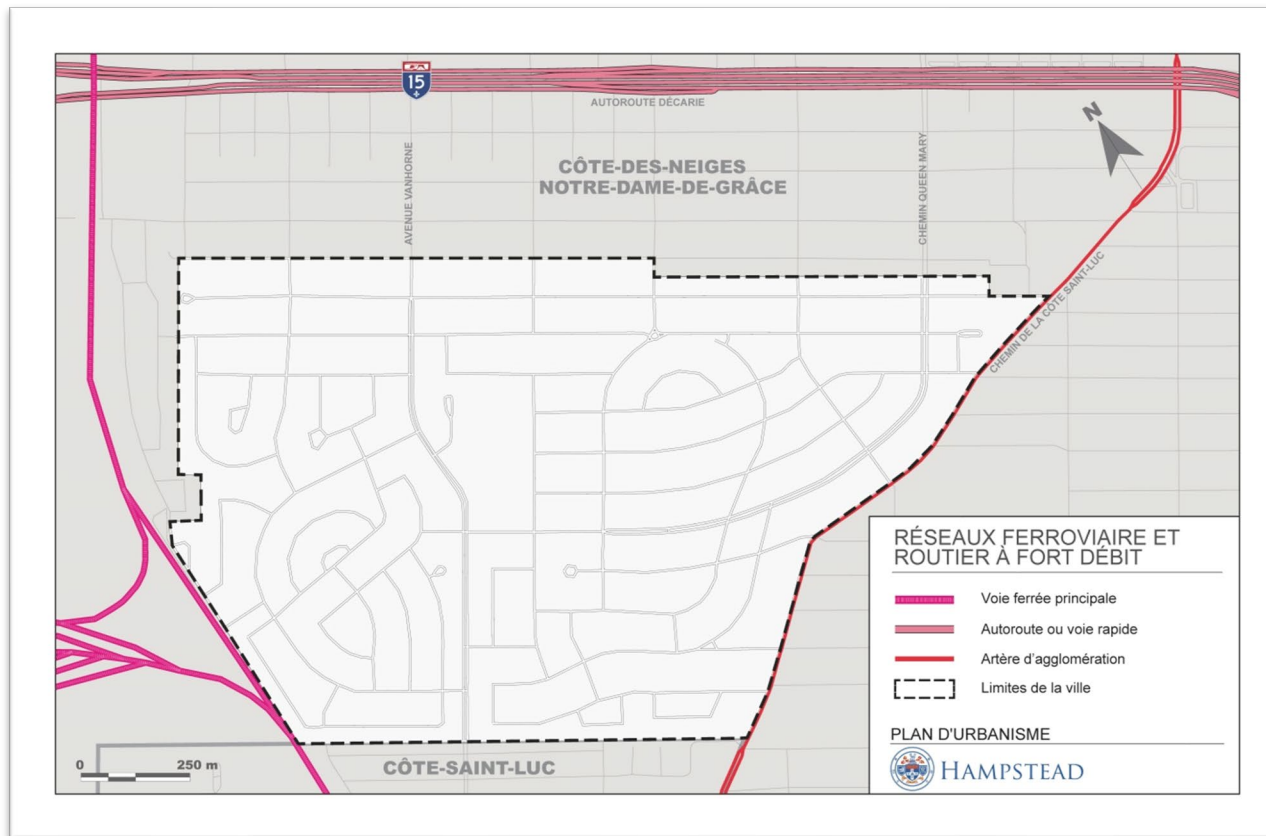 15
AUTOROUTE DÉCARIE
N
CÔTE-DES-NEIGES
NOTRE-DAME-DE-GRÂCE
AVENUE VANHORNE
CHEMIN QUEEN MARY
CHEMIN DE LA CÔTE SAINT-LUC
RÉSEAUX FERROVIAIRE ET
ROUTIER À FORT DÉBIT
Voie ferrée principale
Autoroute ou voie rapide
Artère d'agglomération
Limites de la ville
PLAN D'URBANISME
HAMPSTEAD
0 250 m
CÔTE-SAINT-LUC